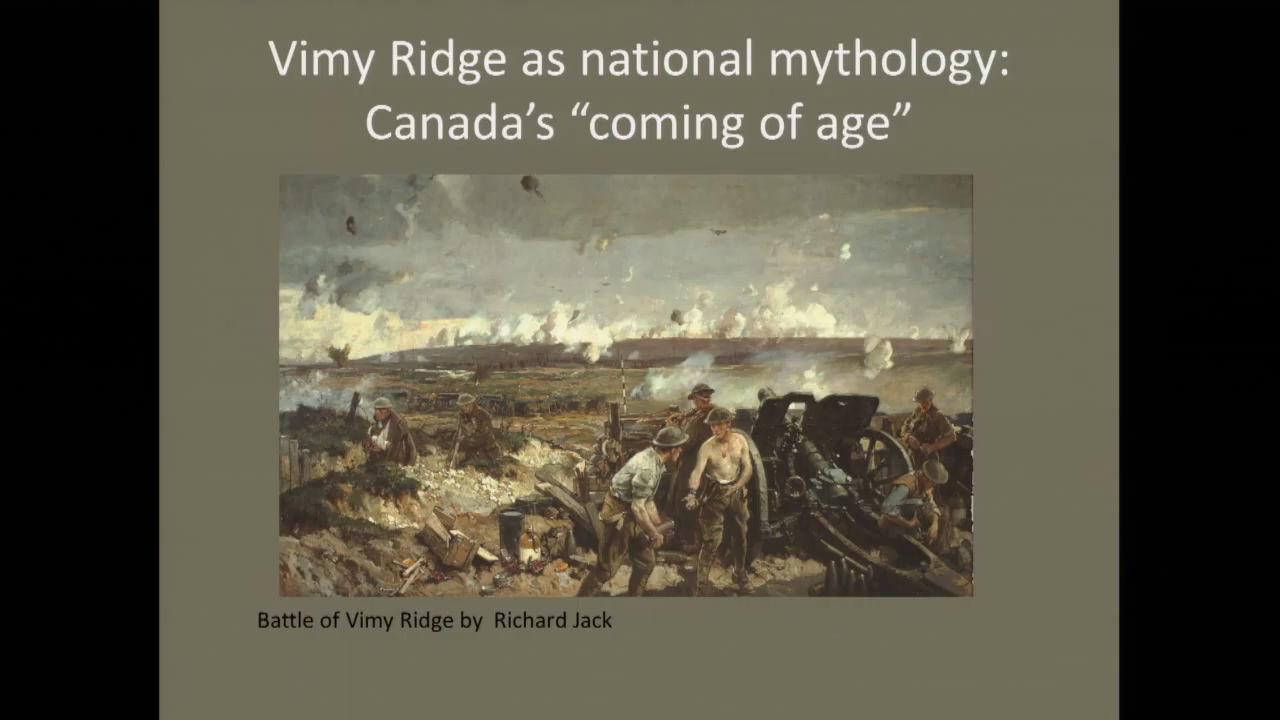 Vimy Ridge as national mythology:
Canada’s “coming of age”
Battle of Vimy Ridge by  Richard Jack